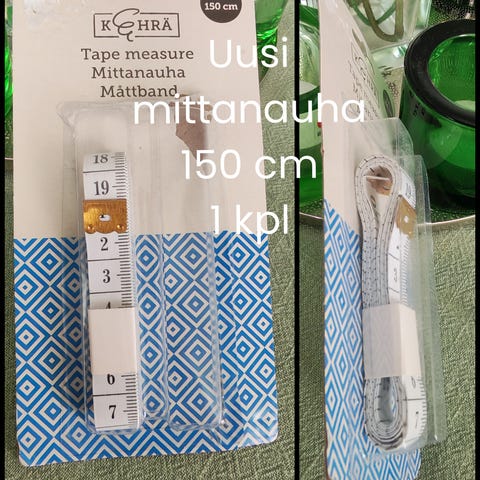 150 cm
KEHRÄ
Tape measure
Mittanauha
Måttband
Uusi
mittanauha
150 cm
1 kpl
18
19
2
3
4
6
7